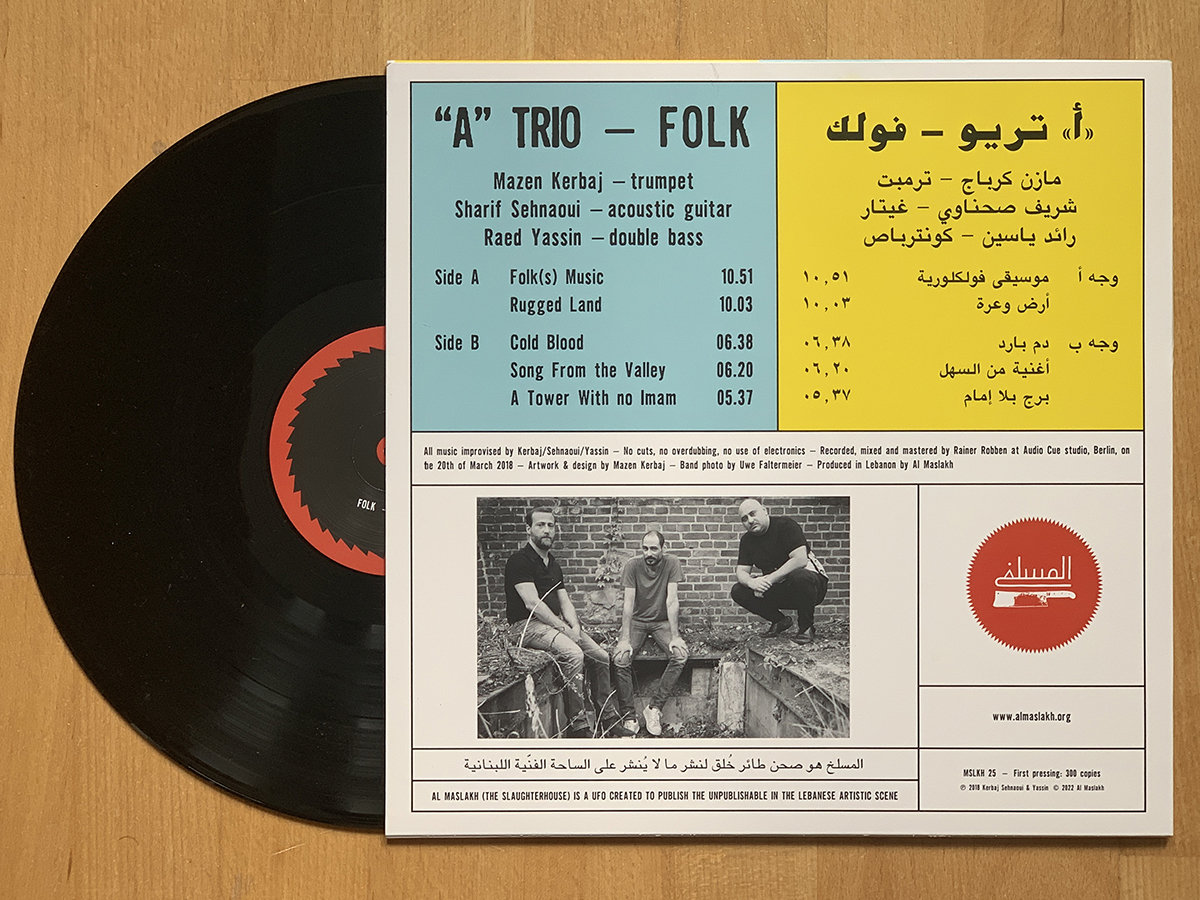 “A” TRIO – FOLK
Mazen Kerbaj – trumpet
Sharif Sehnaoui – acoustic guitar
Raed Yassin – double bass
Side A Folk(s) Music 10.51
Rugged Land 10.03
Side B Cold Blood 06.38
Song From the Valley 06.20
A Tower With no Imam 05.37
«أ» تريو – فولك
مازن كرباج – ترمبت
شريف صحناوي – غيتار
رائد ياسين – كونترباص
وجه أ موسيقى فولكلورية ١٠,٥١
أرض وعرة ١٠,٠٣
وجه ب دم بارد ٠٦,٣٨
أغنية من السهل ٠٦,٢٠
برج بلا إمام ٠٥,٣٧
All music improvised by Kerbaj/Sehnaoui/Yassin – No cuts, no overdubbing, no use of electronics – Recorded, mixed and mastered by Rainer Robben at Audio Cue studio, Berlin, on
the 20th of March 2018 – Artwork & design by Mazen Kerbaj – Band photo by Uwe Faltermeier – Produced in Lebanon by Al Maslakh
FOLK –
المسلخ
www.almaslakh.org
المسلخ هو صحن طائر خُلق لنشر ما لا يُنشر على الساحة الفنّية اللبنانية
AL MASLAKH (THE SLAUGHTERHOUSE) IS A UFO CREATED TO PUBLISH THE UNPUBLISHABLE IN THE LEBANESE ARTISTIC SCENE
MSLKH 25 – First pressing: 300 copies
℗ 2018 Kerbaj Sehnaoui & Yassin © 2022 Al Maslakh